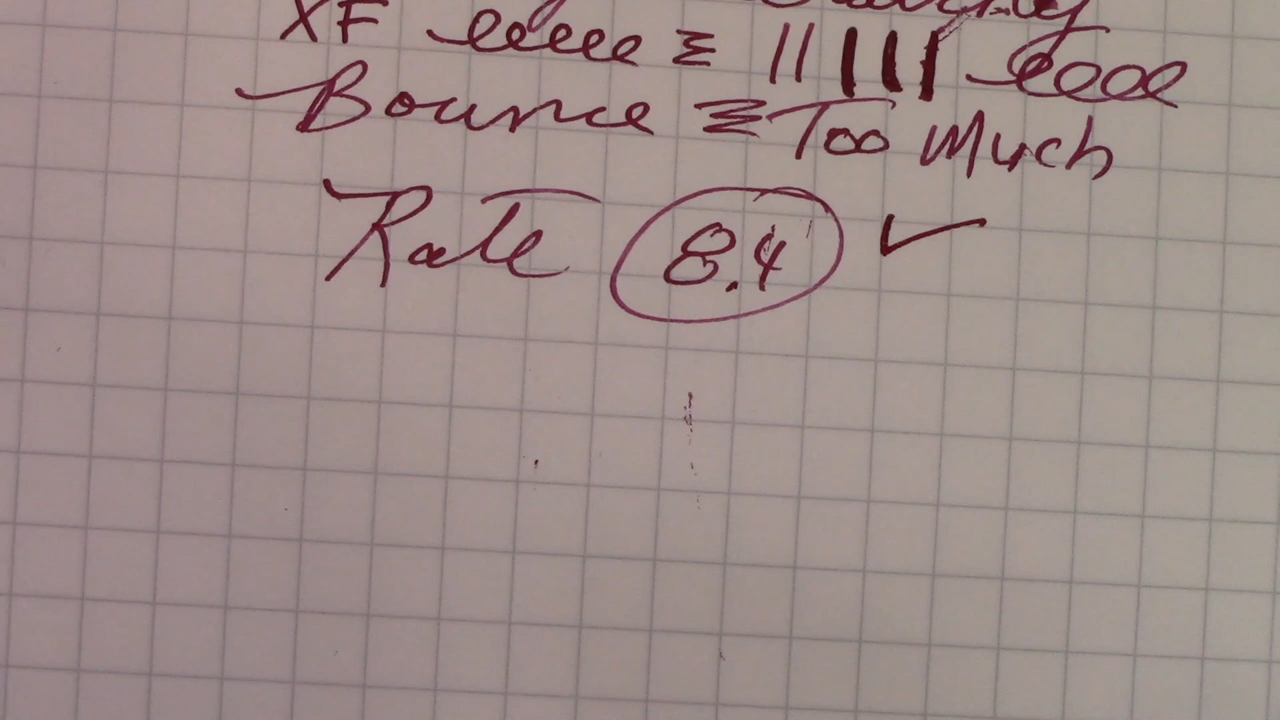 XF
Bounce Too Much
Rate 8.4 ✓